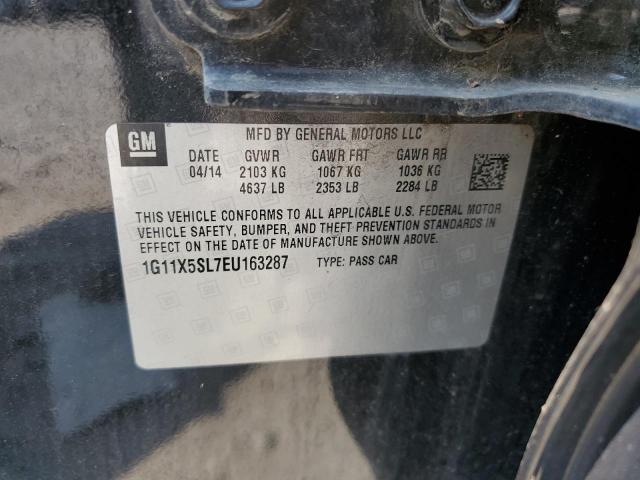 GM
MFD BY GENERAL MOTORS LLC
DATE GVWR GAWR FRT GAWR RR
04/14 2103 KG 1067 KG 1036 KG
4637 LB 2353 LB 2284 LB
THIS VEHICLE CONFORMS TO ALL APPLICABLE U.S. FEDERAL MOTOR
VEHICLE SAFETY, BUMPER, AND THEFT PREVENTION STANDARDS IN
EFFECT ON THE DATE OF MANUFACTURE SHOWN ABOVE.
1G11X5SL7EU163287 TYPE: PASS CAR